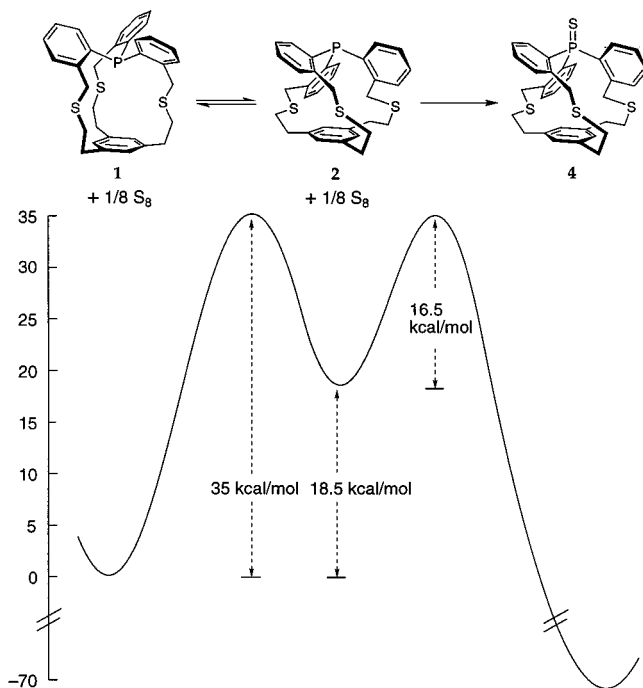 P
S
S
S
P
S
S
S
S
P
S
S
S
1
2
4
+ 1/8 S₈
+ 1/8 S₈
35
30
25
20
15
10
5
0
–70
16.5
kcal/mol
35 kcal/mol
18.5 kcal/mol